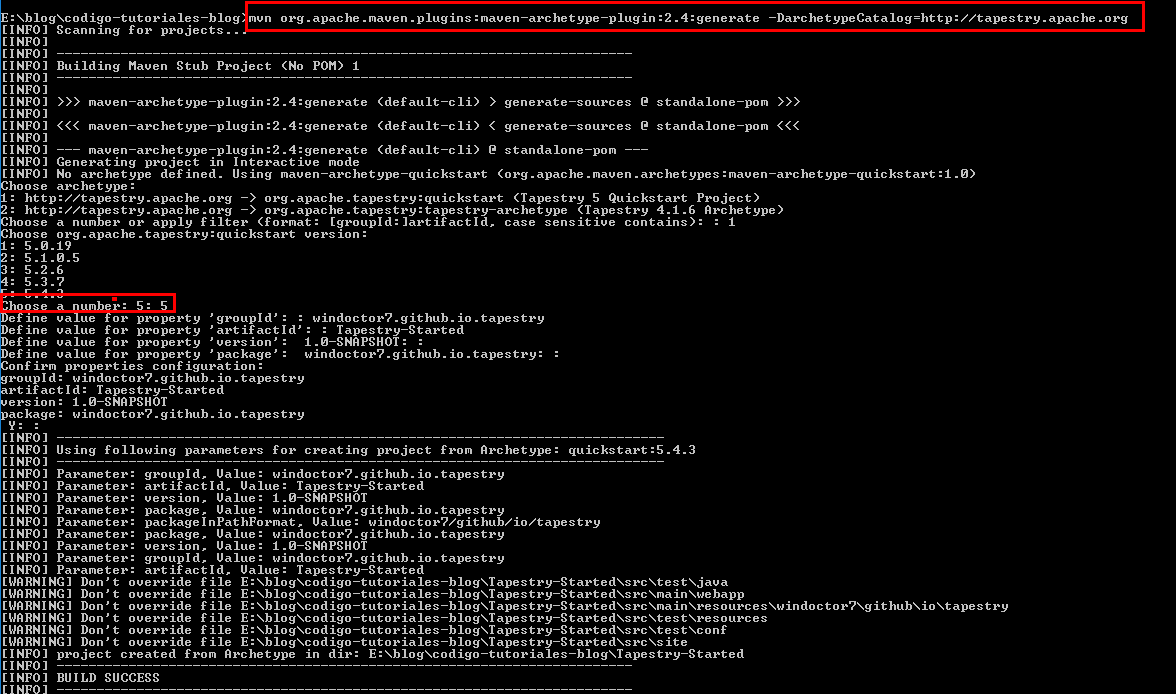 E:\blog\codigo-tutoriales-blog>mvn org.apache.maven.plugins:maven-archetype-plugin:2.4:generate -DarchetypeCatalog=http://tapestry.apache.org
[INFO] Scanning for projects...
[INFO]
[INFO] ------------------------------------------------------------------------
[INFO] Building Maven Stub Project (No POM) 1
[INFO] ------------------------------------------------------------------------
[INFO]
[INFO] >>> maven-archetype-plugin:2.4:generate (default-cli) > generate-sources @ standalone-pom >>>
[INFO]
[INFO] <<< maven-archetype-plugin:2.4:generate (default-cli) < generate-sources @ standalone-pom <<<
[INFO]
[INFO] --- maven-archetype-plugin:2.4:generate (default-cli) @ standalone-pom ---
[INFO] Generating project in Interactive mode
[INFO] No archetype defined. Using maven-archetype-quickstart (org.apache.maven.archetypes:maven-archetype-quickstart:1.0)
Choose archetype:
1: http://tapestry.apache.org -> org.apache.tapestry:quickstart (Tapestry 5 Quickstart Project)
2: http://tapestry.apache.org -> org.apache.tapestry:tapestry-archetype (Tapestry 4.1.6 Archetype)
Choose a number or apply filter (format: [groupId:]artifactId, case sensitive contains): : 1
Choose org.apache.tapestry:quickstart version:
1: 5.0.19
2: 5.1.0.5
3: 5.2.6
4: 5.3.7
5: 5.4.3
Choose a number: 5: 5
Define value for property 'groupId': : windoctor7.github.io.tapestry
Define value for property 'artifactId': : Tapestry-Started
Define value for property 'version':  1.0-SNAPSHOT: :
Define value for property 'package':  windoctor7.github.io.tapestry: :
Confirm properties configuration:
groupId: windoctor7.github.io.tapestry
artifactId: Tapestry-Started
version: 1.0-SNAPSHOT
package: windoctor7.github.io.tapestry
 Y: :
[INFO] ----------------------------------------------------------------------------
[INFO] Using following parameters for creating project from Archetype: quickstart:5.4.3
[INFO] ----------------------------------------------------------------------------
[INFO] Parameter: groupId, Value: windoctor7.github.io.tapestry
[INFO] Parameter: artifactId, Value: Tapestry-Started
[INFO] Parameter: version, Value: 1.0-SNAPSHOT
[INFO] Parameter: package, Value: windoctor7.github.io.tapestry
[INFO] Parameter: packageInPathFormat, Value: windoctor7/github/io/tapestry
[INFO] Parameter: package, Value: windoctor7.github.io.tapestry
[INFO] Parameter: version, Value: 1.0-SNAPSHOT
[INFO] Parameter: groupId, Value: windoctor7.github.io.tapestry
[INFO] Parameter: artifactId, Value: Tapestry-Started
[WARNING] Don't override file E:\blog\codigo-tutoriales-blog\Tapestry-Started\src\test\java
[WARNING] Don't override file E:\blog\codigo-tutoriales-blog\Tapestry-Started\src\main\webapp
[WARNING] Don't override file E:\blog\codigo-tutoriales-blog\Tapestry-Started\src\main\resources\windoctor7\github\io\tapestry
[WARNING] Don't override file E:\blog\codigo-tutoriales-blog\Tapestry-Started\src\test\resources
[WARNING] Don't override file E:\blog\codigo-tutoriales-blog\Tapestry-Started\src\test\conf
[WARNING] Don't override file E:\blog\codigo-tutoriales-blog\Tapestry-Started\src\site
[INFO] project created from Archetype in dir: E:\blog\codigo-tutoriales-blog\Tapestry-Started
[INFO] ------------------------------------------------------------------------
[INFO] BUILD SUCCESS
[INFO] ------------------------------------------------------------------------